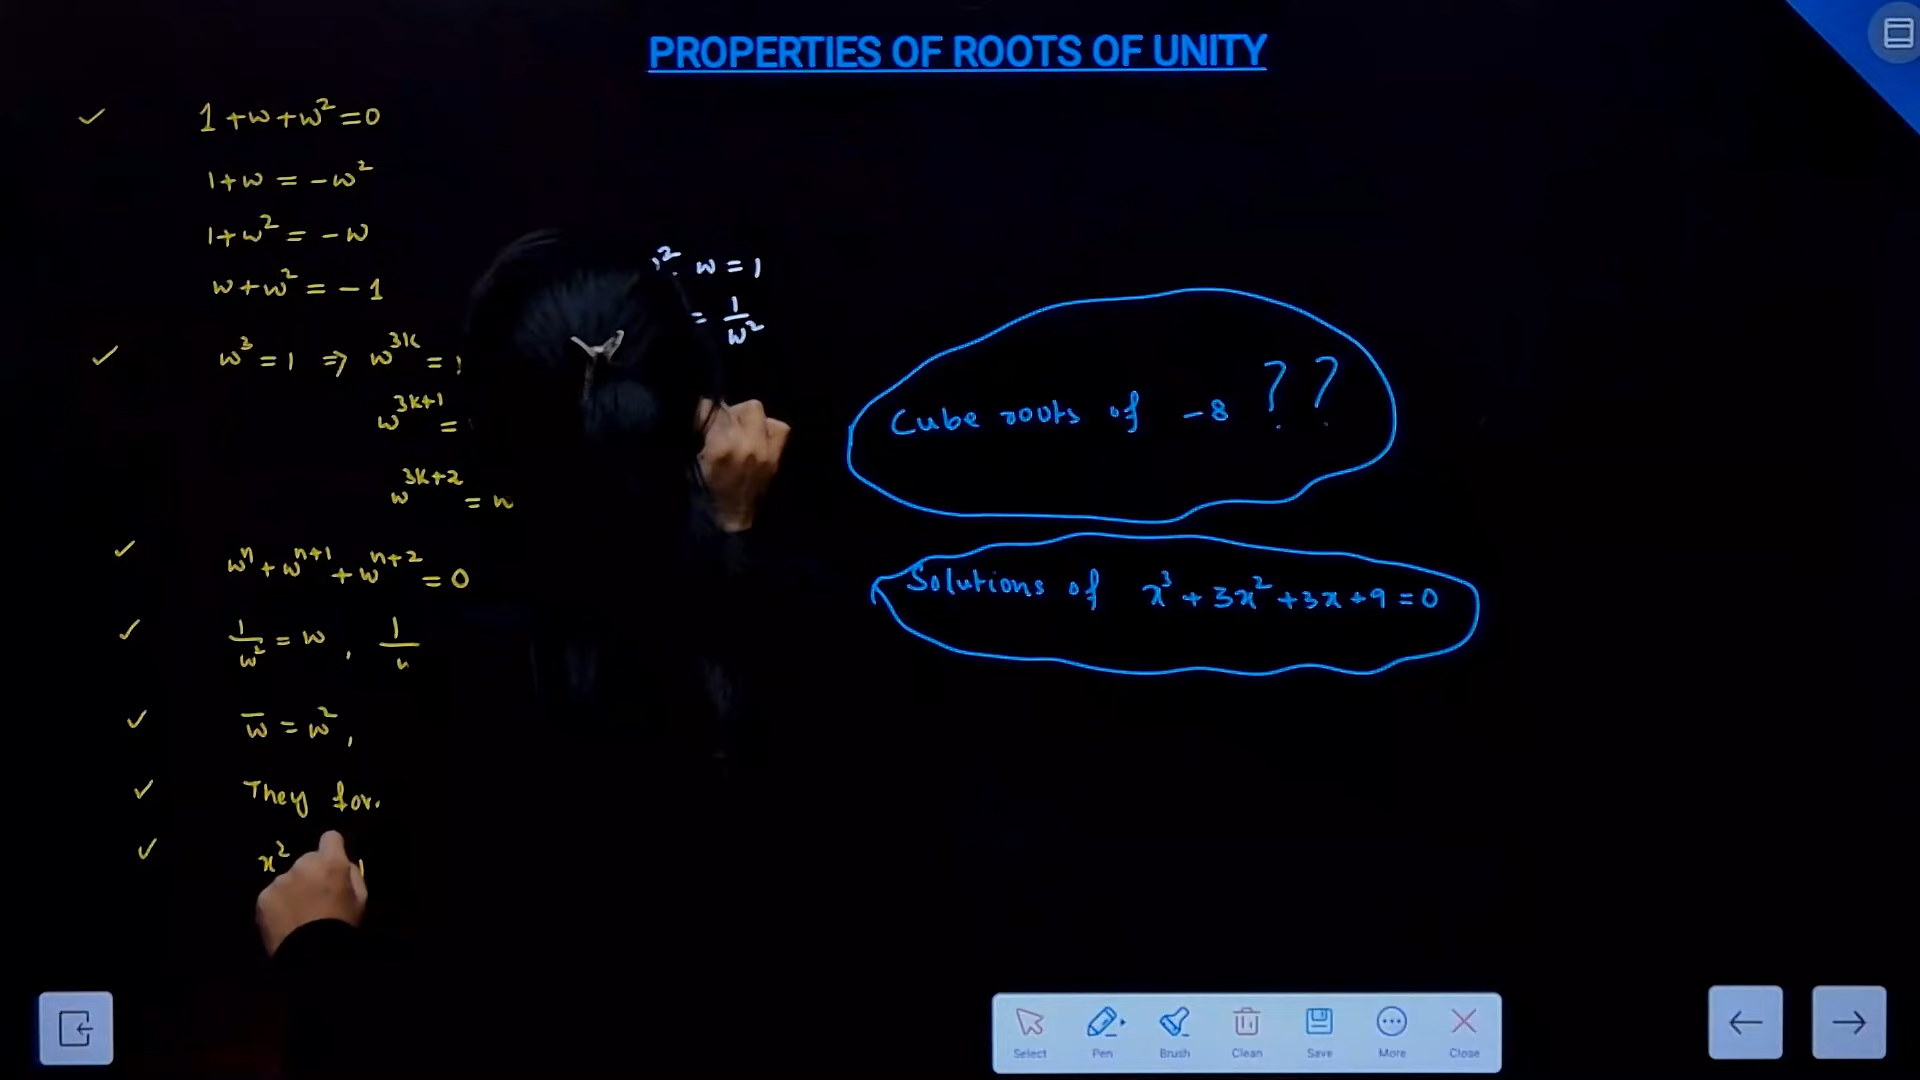 PROPERTIES OF ROOTS OF UNITY
1+w+w²=0
1+w = -w²
1+w² = -w
w+w² = -1
w³=1 ⇒ w³ᵏ =
w³ᵏ⁺¹ =
w³ᵏ⁺² =
wⁿ+wⁿ⁺¹+wⁿ⁺²=0
1/w² = w, 1/
w̅ = w²,
They
x²
² . w = 1
= 1/w²
Cube roots of -8 ??
Solutions of x³+3x²+3x+9=0
Select
Pen
Brush
Clean
Save
More
Close